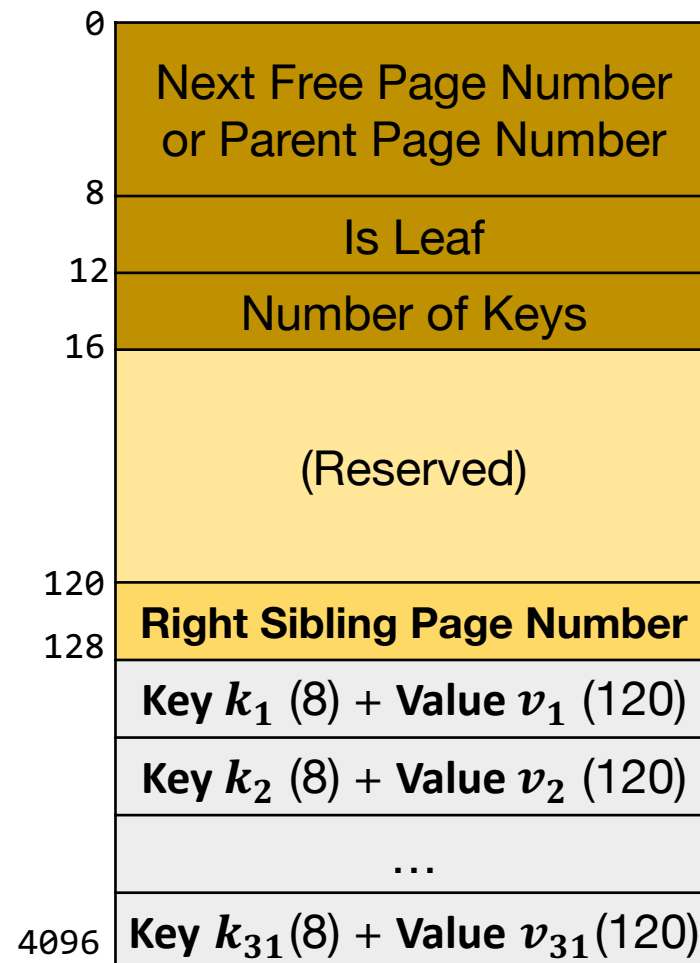 0
Next Free Page Number
or Parent Page Number
8
Is Leaf
12
Number of Keys
16
(Reserved)
120
Right Sibling Page Number
128
Key k₁ (8) + Value v₁ (120)
Key k₂ (8) + Value v₂ (120)
...
Key k₃₁(8) + Value v₃₁(120)
4096